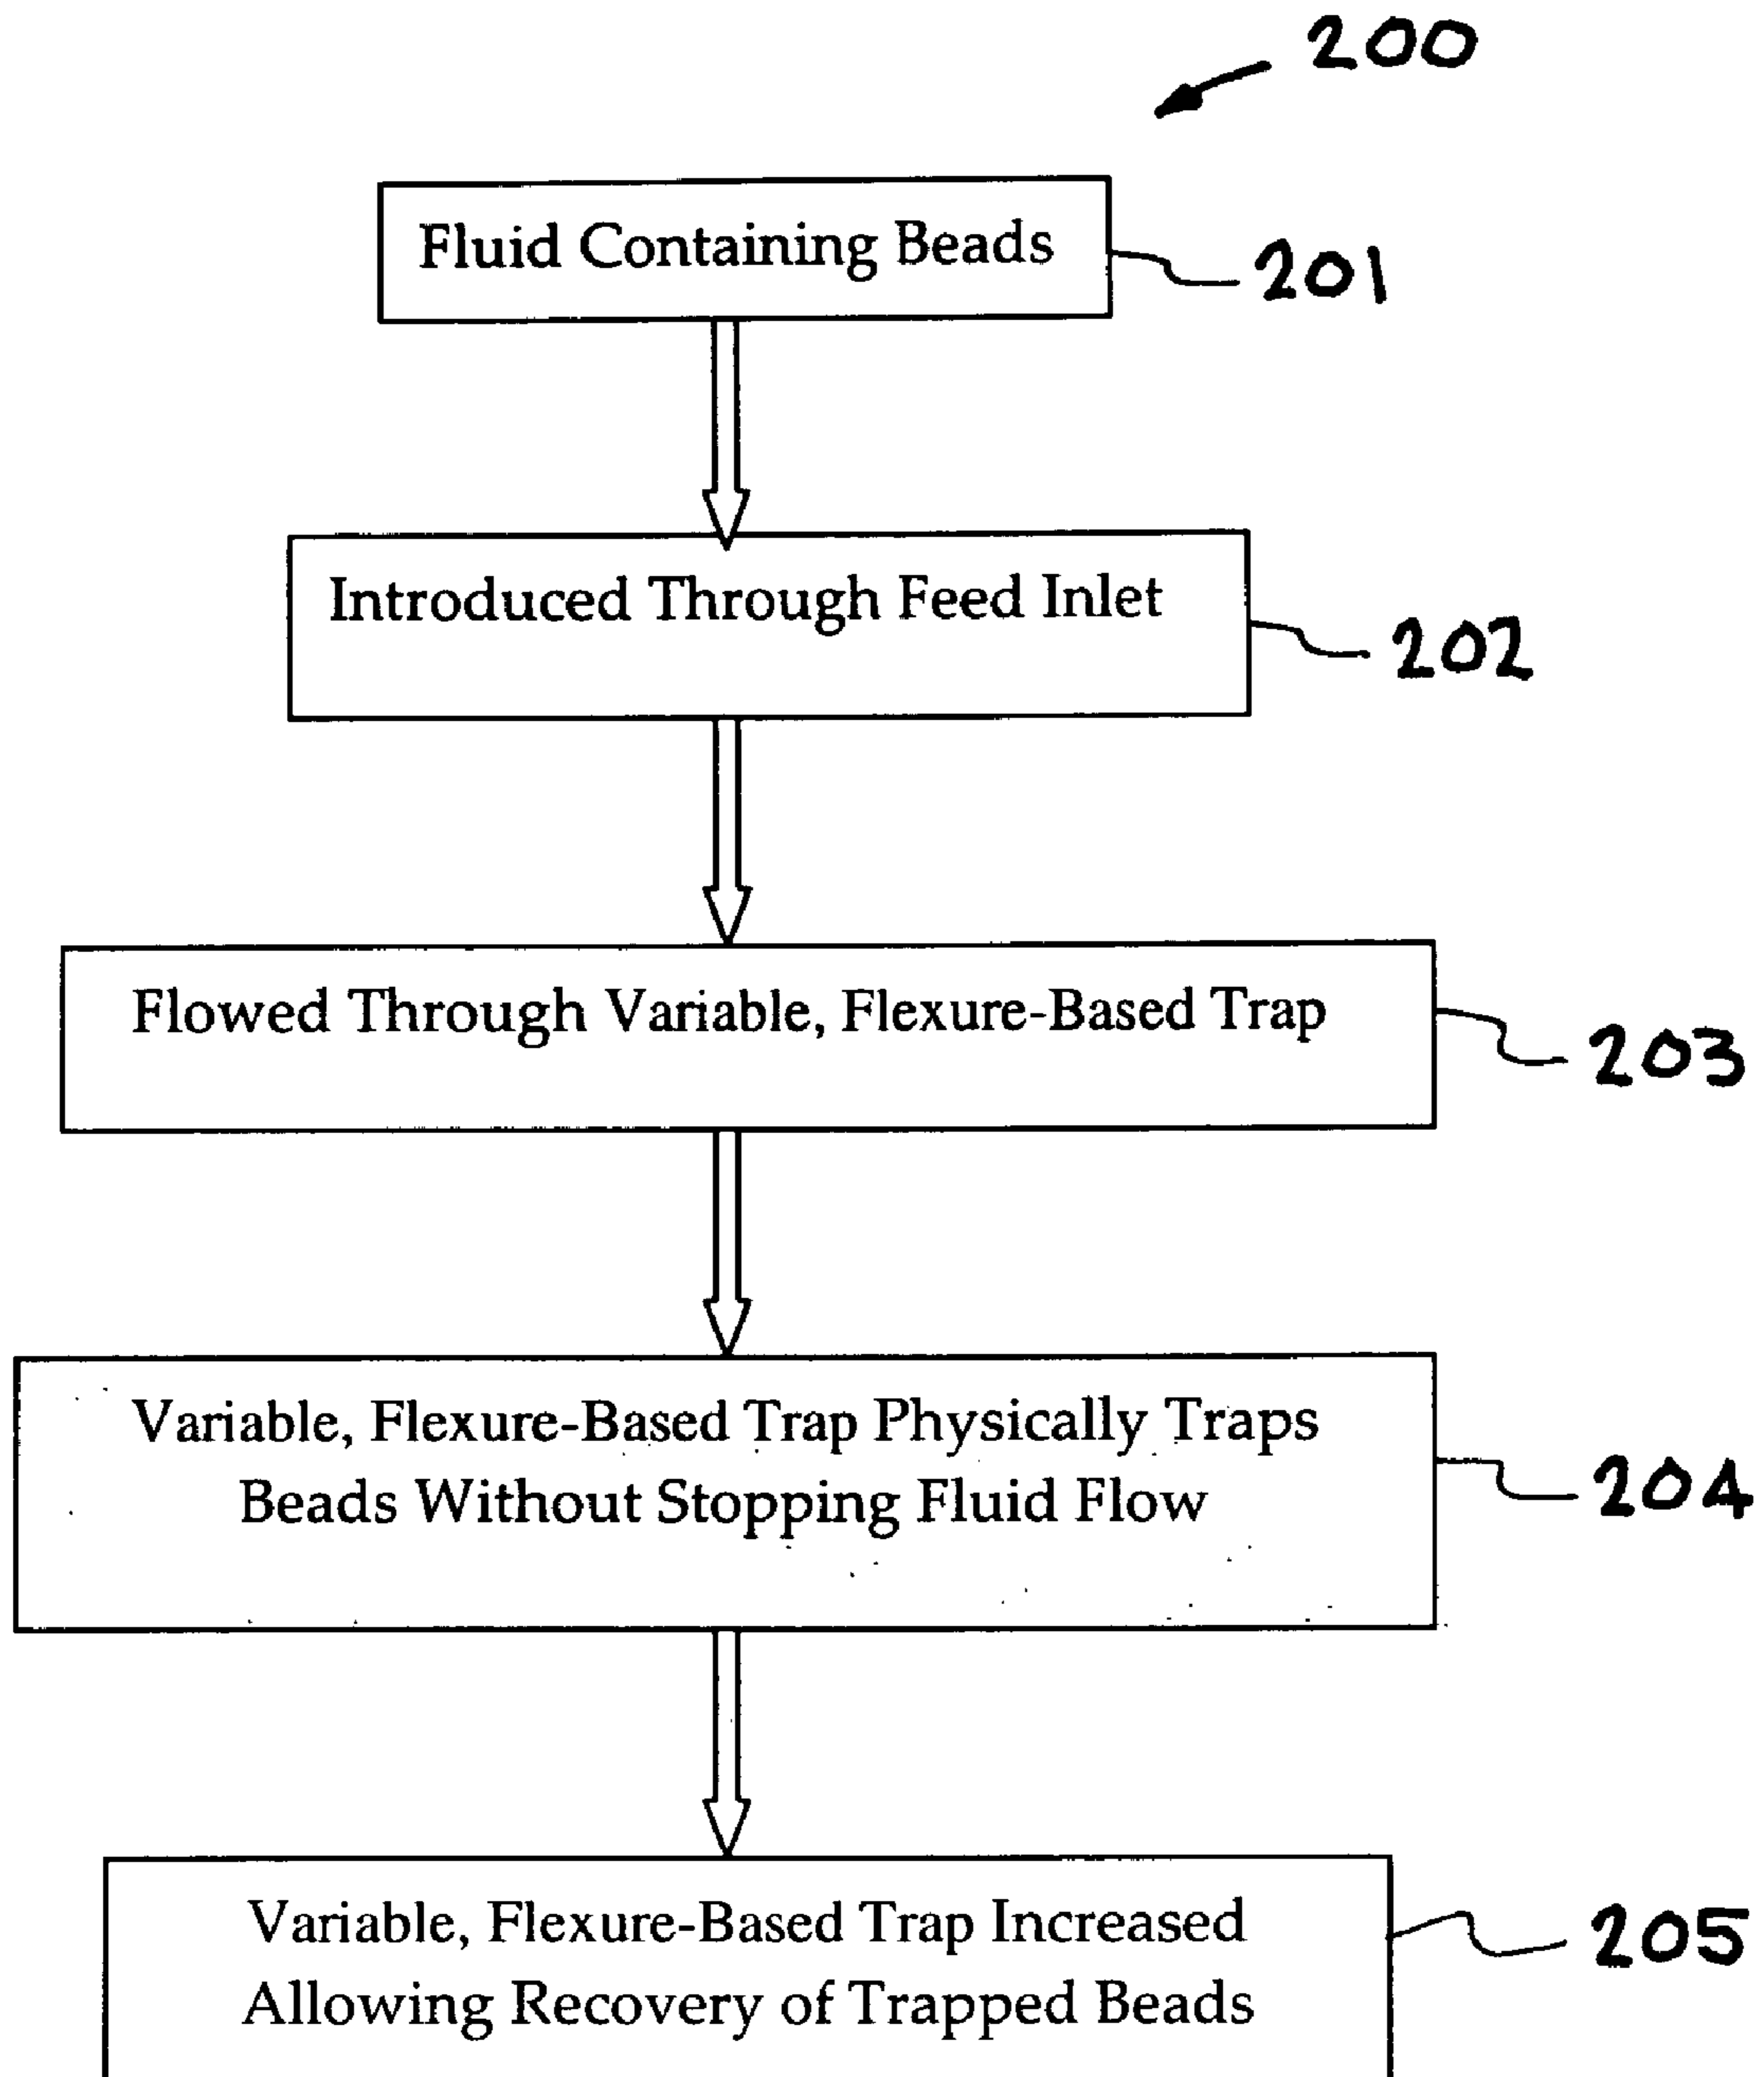 200
Fluid Containing Beads
201
Introduced Through Feed Inlet
202
Flowed Through Variable, Flexure-Based Trap
203
Variable, Flexure-Based Trap Physically Traps
Beads Without Stopping Fluid Flow
204
Variable, Flexure-Based Trap Increased
Allowing Recovery of Trapped Beads
205